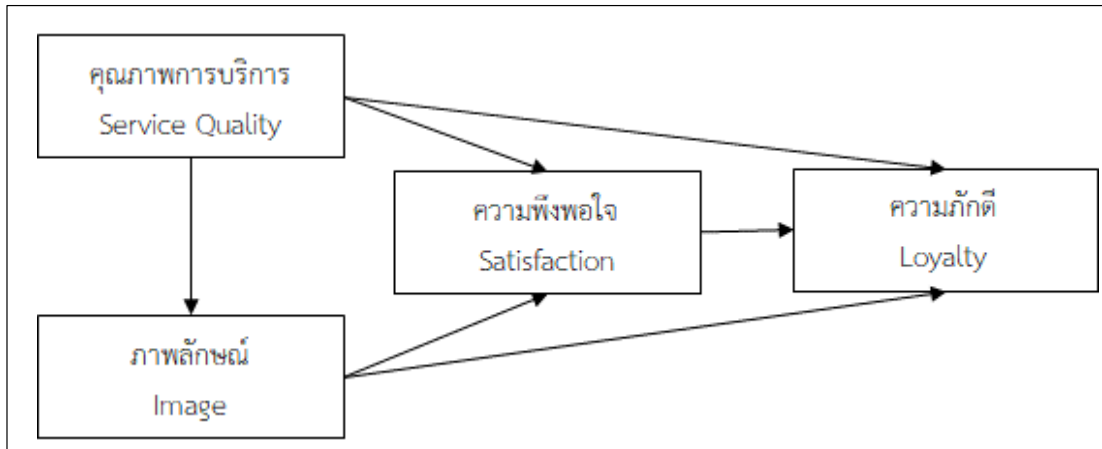 คุณภาพการบริการ
Service Quality
ความพึงพอใจ
Satisfaction
ความภักดี
Loyalty
ภาพลักษณ์
Image